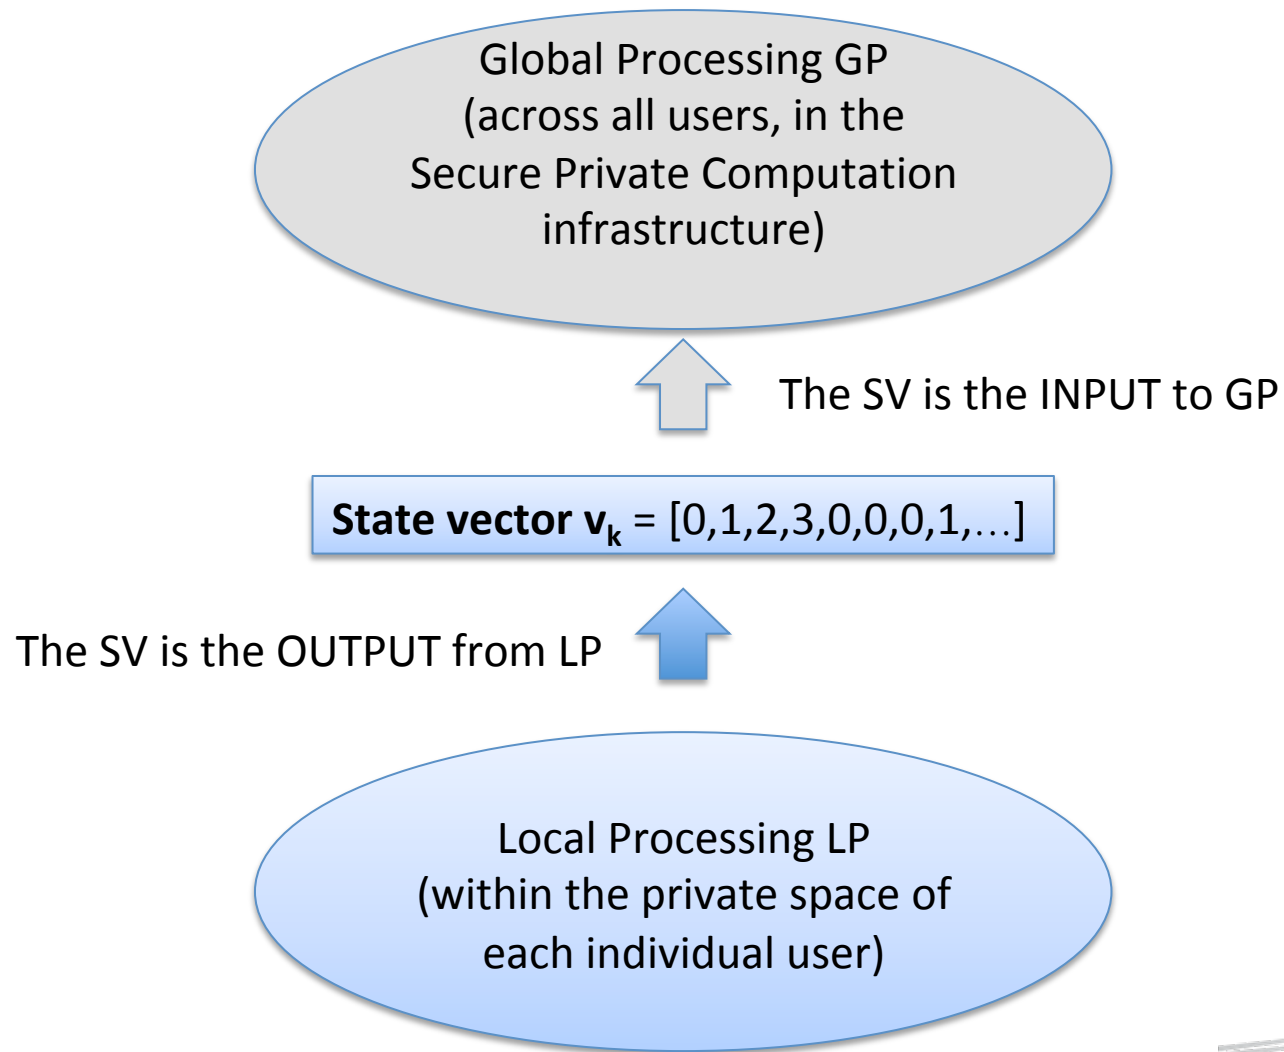 Global Processing GP
(across all users, in the
Secure Private Computation
infrastructure)
The SV is the INPUT to GP
State vector vk = [0,1,2,3,0,0,0,1,…]
The SV is the OUTPUT from LP
Local Processing LP
(within the private space of
each individual user)